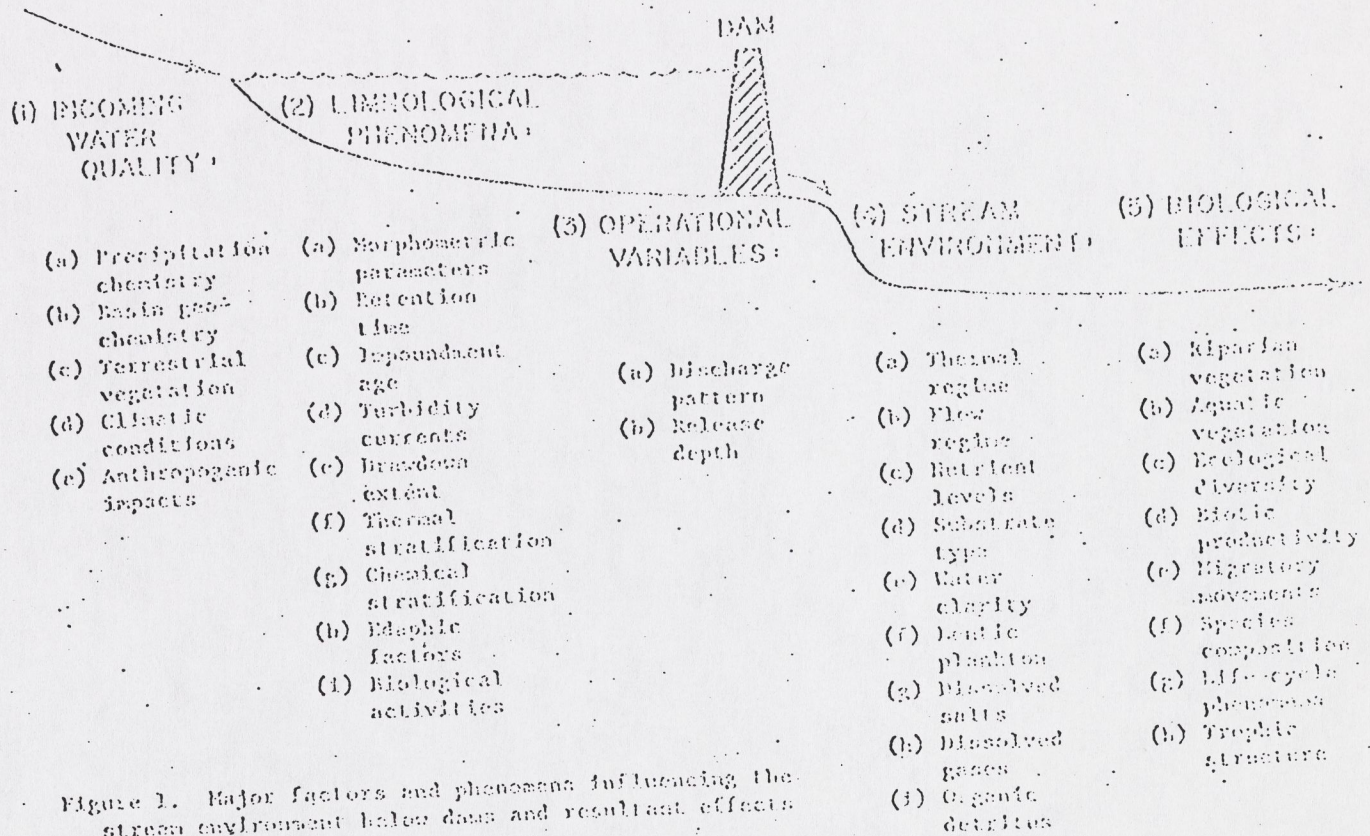 DAM
(1) INCOMING
WATER
QUALITY:
(a) Precipitation
chemistry
(b) Basin geo-
chemistry
(c) Terrestrial
vegetation
(d) Climatic
conditions
(e) Anthropogenic
impacts
(2) LIMNOLOGICAL
PHENOMENA:
(a) Morphometric
parameters
(b) Retention
time
(c) Impoundment
age
(d) Turbidity
currents
(e) Drawdown
extent
(f) Thermal
stratification
(g) Chemical
stratification
(h) Edaphic
factors
(i) Biological
activities
(3) OPERATIONAL
VARIABLES:
(a) Discharge
pattern
(b) Release
depth
(4) STREAM
ENVIRONMENT:
(a) Thermal
regime
(b) Flow
regime
(c) Nutrient
levels
(d) Substrate
type
(e) Water
clarity
(f) Lentic
plankton
(g) Dissolved
salts
(h) Dissolved
gases
(i) Organic
detritus
(5) BIOLOGICAL
EFFECTS:
(a) Riparian
vegetation
(b) Aquatic
vegetation
(c) Ecological
diversity
(d) Biotic
productivity
(e) Migratory
movements
(f) Species
composition
(g) Life-cycle
phenomena
(h) Trophic
structure
Figure 1. Major factors and phenomena influencing the
stream environment below dams and resultant effects